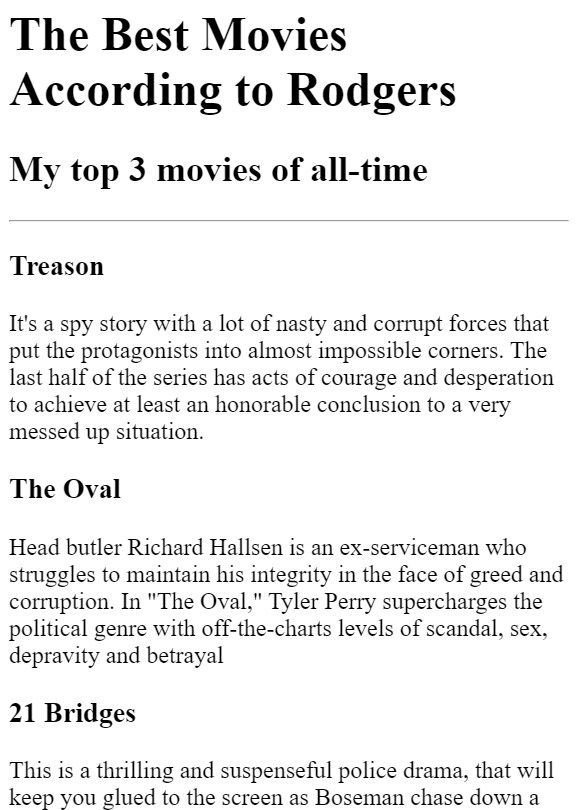 The Best Movies
According to Rodgers
My top 3 movies of all-time
Treason
It's a spy story with a lot of nasty and corrupt forces that
put the protagonists into almost impossible corners. The
last half of the series has acts of courage and desperation
to achieve at least an honorable conclusion to a very
messed up situation.
The Oval
Head butler Richard Hallsen is an ex-serviceman who
struggles to maintain his integrity in the face of greed and
corruption. In "The Oval," Tyler Perry supercharges the
political genre with off-the-charts levels of scandal, sex,
depravity and betrayal
21 Bridges
This is a thrilling and suspenseful police drama, that will
keep you glued to the screen as Boseman chase down a